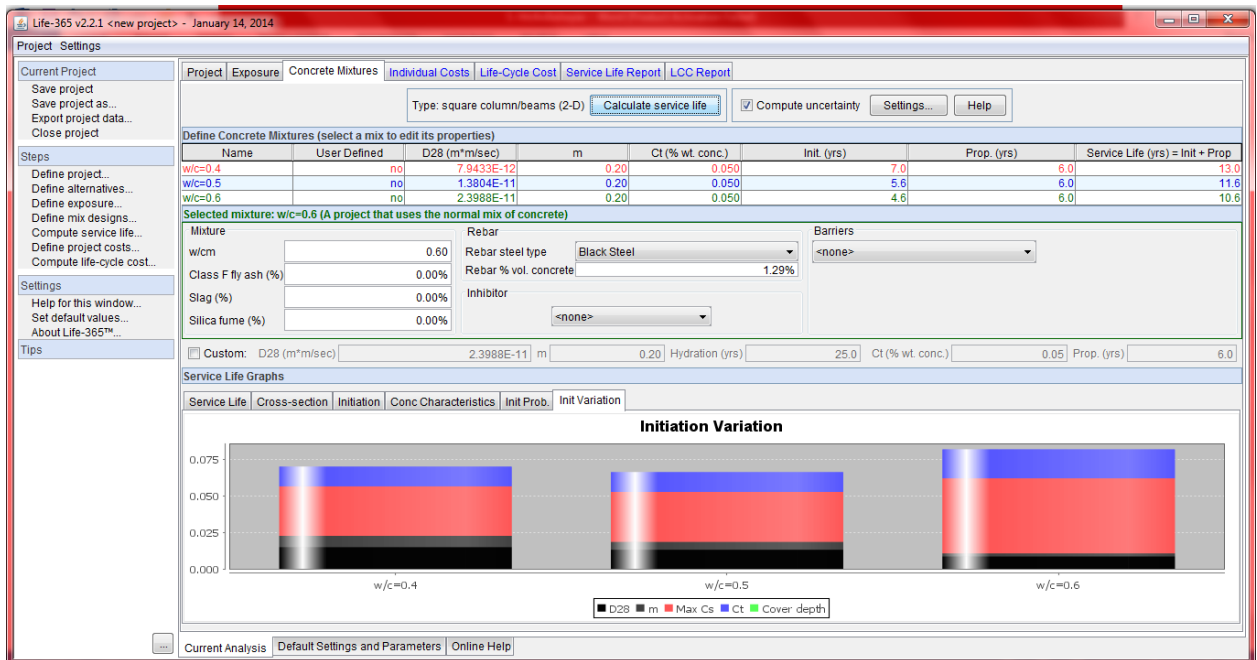 Life-365 v2.2.1 <new project> - January 14, 2014
Project Settings
Current Project
Save project
Save project as...
Export project data...
Close project
Steps
Define project...
Define alternatives...
Define exposure...
Define mix designs...
Compute service life...
Define project costs...
Compute life-cycle cost...
Settings
Help for this window...
Set default values...
About Life-365™...
Tips
...
Project Exposure Concrete Mixtures Individual Costs Life-Cycle Cost Service Life Report LCC Report
Type: square column/beams (2-D) Calculate service life Compute uncertainty Settings... Help
Define Concrete Mixtures (select a mix to edit its properties)
Name User Defined D28 (m*m/sec) m Ct (% wt. conc.) Init. (yrs) Prop. (yrs) Service Life (yrs) = Init + Prop
w/c=0.4 no 7.9433E-12 0.20 0.050 7.0 6.0 13.0
w/c=0.5 no 1.3804E-11 0.20 0.050 5.6 6.0 11.6
w/c=0.6 no 2.3988E-11 0.20 0.050 4.6 6.0 10.6
Selected mixture: w/c=0.6 (A project that uses the normal mix of concrete)
Mixture Rebar Barriers
w/cm 0.60 Rebar steel type Black Steel <none>
Class F fly ash (%) 0.00% Rebar % vol. concrete 1.29%
Slag (%) 0.00% Inhibitor
Silica fume (%) 0.00% <none>
Custom: D28 (m*m/sec) 2.3988E-11 m 0.20 Hydration (yrs) 25.0 Ct (% wt. conc.) 0.05 Prop. (yrs) 6.0
Service Life Graphs
Service Life Cross-section Initiation Conc Characteristics Init Prob. Init Variation
Initiation Variation
0.075
0.050
0.025
0.000
w/c=0.4 w/c=0.5 w/c=0.6
D28 m Max Cs Ct Cover depth
Current Analysis Default Settings and Parameters Online Help